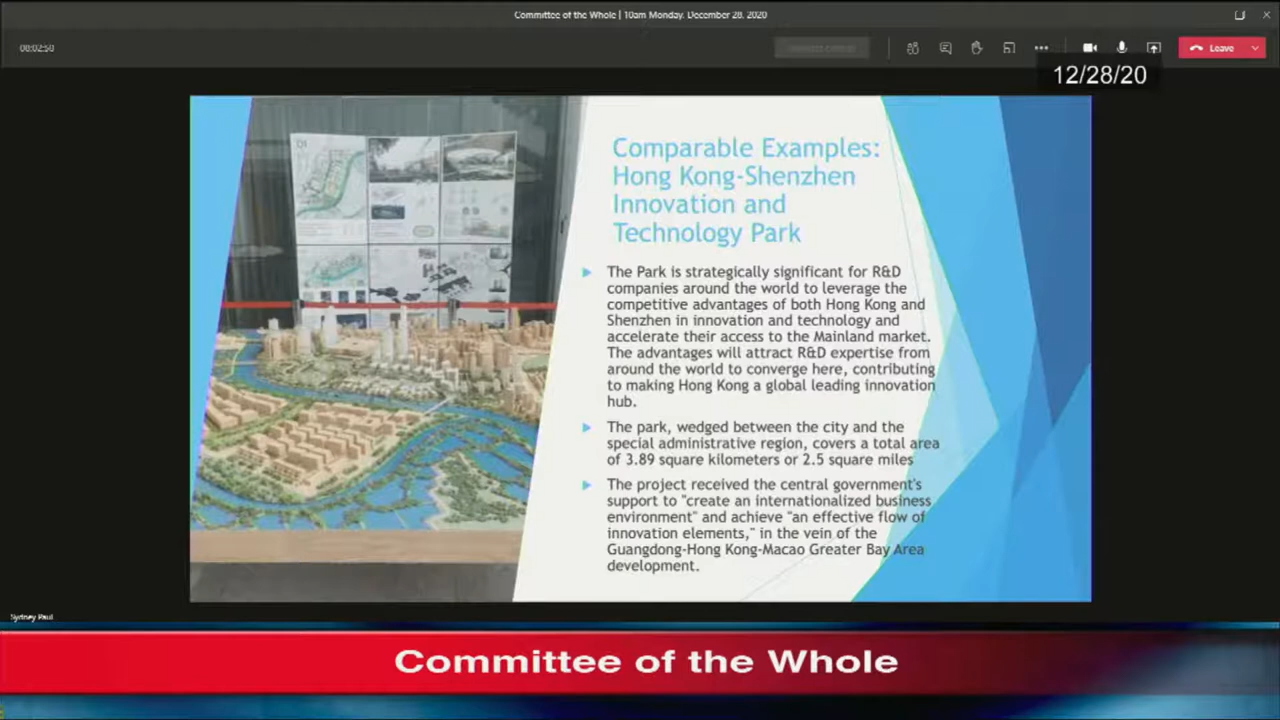 Committee of the Whole | 10am Monday, December 28, 2020
00:02:50
Leave
12/28/20
Comparable Examples:
Hong Kong-Shenzhen
Innovation and
Technology Park
The Park is strategically significant for R&D
companies around the world to leverage the
competitive advantages of both Hong Kong and
Shenzhen in innovation and technology and
accelerate their access to the Mainland market.
The advantages will attract R&D expertise from
around the world to converge here, contributing
to making Hong Kong a global leading innovation
hub.
The park, wedged between the city and the
special administrative region, covers a total area
of 3.89 square kilometers or 2.5 square miles
The project received the central government's
support to "create an internationalized business
environment" and achieve "an effective flow of
innovation elements," in the vein of the
Guangdong-Hong Kong-Macao Greater Bay Area
development.
Sydney Paul
Committee of the Whole